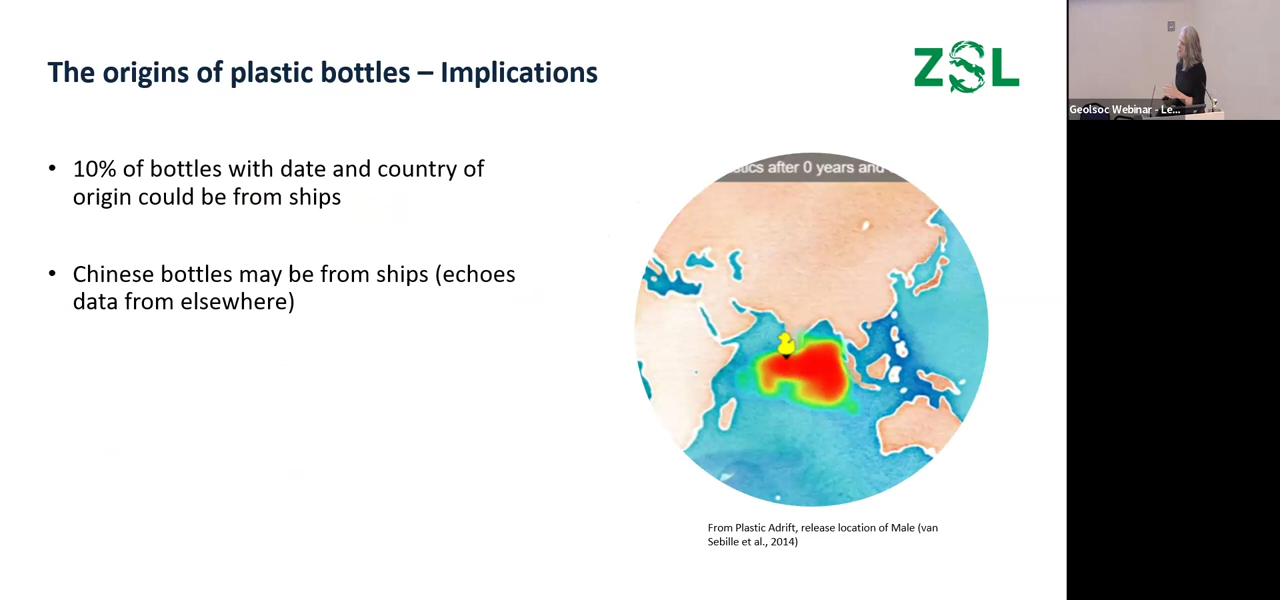 The origins of plastic bottles – Implications
ZSL
• 10% of bottles with date and country of
origin could be from ships
• Chinese bottles may be from ships (echoes
data from elsewhere)
after 0 years and
From Plastic Adrift, release location of Male (van
Sebille et al., 2014)
Geolsoc Webinar - Le...